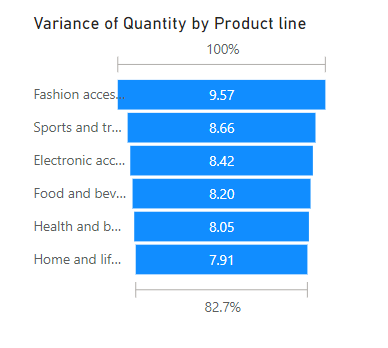 Variance of Quantity by Product line
100%
Fashion acces... 9.57
Sports and tr... 8.66
Electronic acc... 8.42
Food and bev... 8.20
Health and b... 8.05
Home and lif... 7.91
82.7%